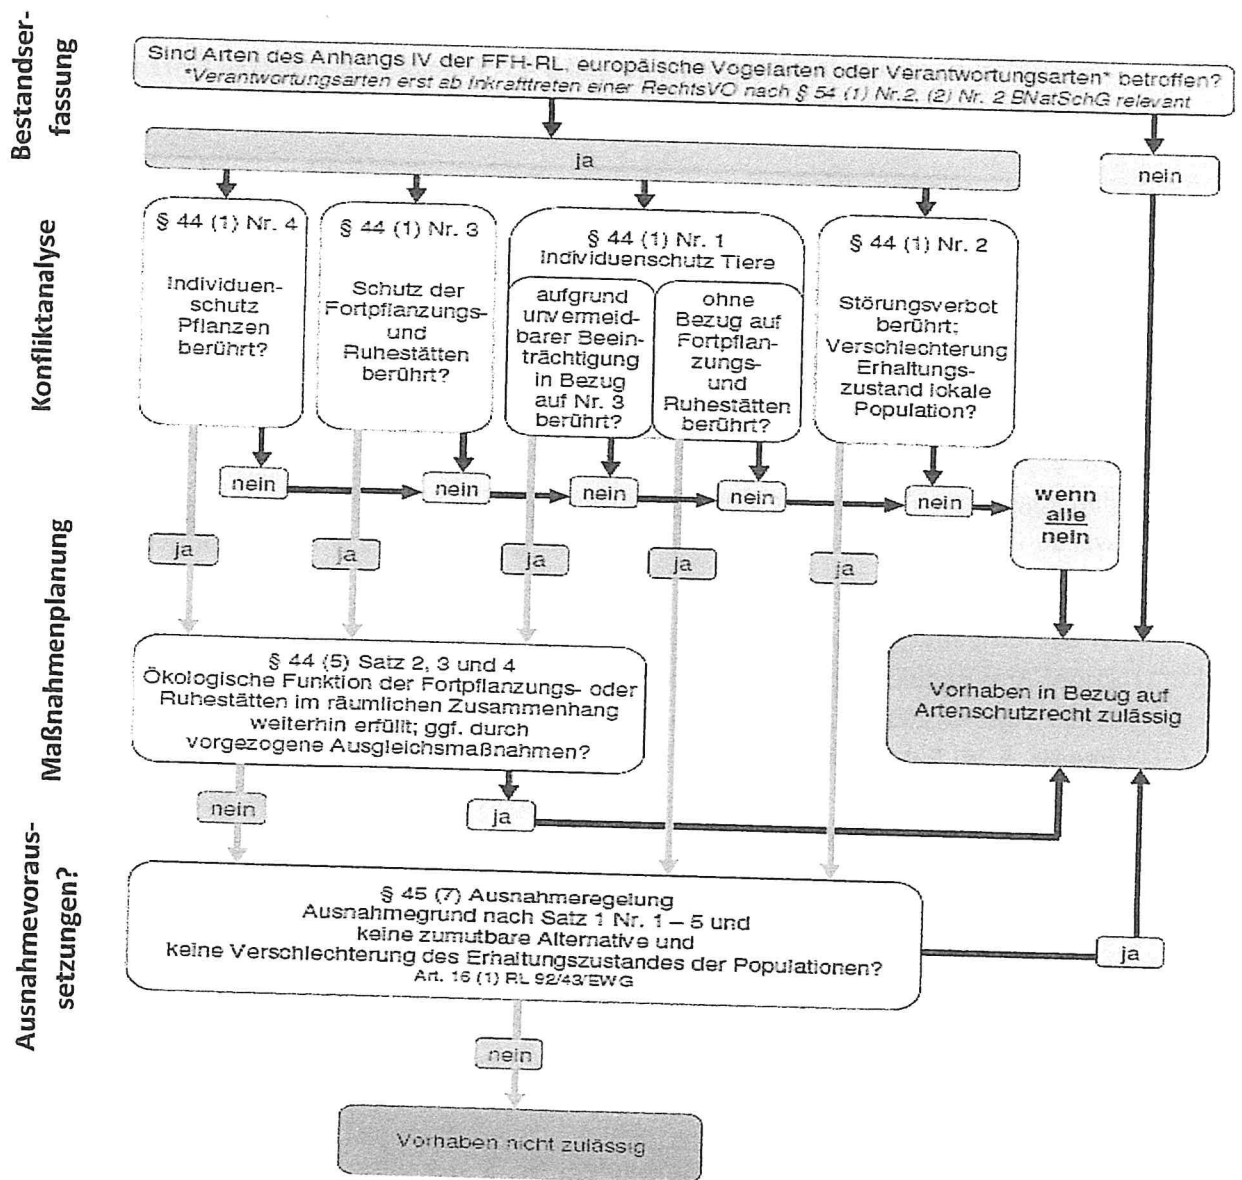 Bestandser-
fassung
Sind Arten des Anhangs IV der FFH-RL, europäische Vogelarten oder Verantwortungsarten* betroffen?
*Verantwortungsarten erst ab Inkrafttreten einer RechtsVO nach § 54 (1) Nr.2, (2) Nr. 2 BNatSchG relevant
ja
nein
Konfliktanalyse
§ 44 (1) Nr. 4
Individuen-
schutz
Pflanzen
berührt?
§ 44 (1) Nr. 3
Schutz der
Fortpflanzungs-
und
Ruhestätten
berührt?
§ 44 (1) Nr. 1
Individuenschutz Tiere
aufgrund
unvermeid-
barer Beein-
trächtigung
in Bezug
auf Nr. 3
berührt?
ohne
Bezug auf
Fortpflan-
zungs-
und
Ruhestätten
berührt?
§ 44 (1) Nr. 2
Störungsverbot
berührt;
Verschlechterung
Erhaltungs-
zustand lokale
Population?
nein
nein
nein
nein
nein
wenn
alle
nein
Maßnahmenplanung
ja
ja
ja
ja
ja
§ 44 (5) Satz 2, 3 und 4
Ökologische Funktion der Fortpflanzungs- oder
Ruhestätten im räumlichen Zusammenhang
weiterhin erfüllt; ggf. durch
vorgezogene Ausgleichsmaßnahmen?
Vorhaben in Bezug auf
Artenschutzrecht zulässig
nein
ja
Ausnahmevoraus-
setzungen?
§ 45 (7) Ausnahmeregelung
Ausnahmegrund nach Satz 1 Nr. 1 – 5 und
keine zumutbare Alternative und
keine Verschlechterung des Erhaltungszustandes der Populationen?
Art. 16 (1) RL 92/43/EWG
ja
nein
Vorhaben nicht zulässig